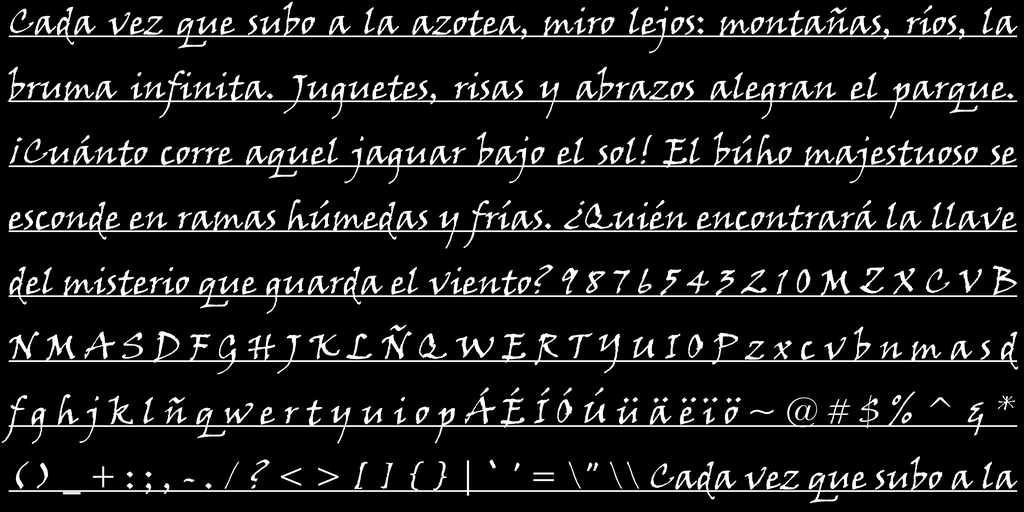 Cada vez que subo a la azotea, miro lejos: montañas, ríos, la
bruma infinita. Juguetes, risas y abrazos alegran el parque.
¡Cuánto corre aquel jaguar bajo el sol! El búho majestuoso se
esconde en ramas húmedas y frías. ¿Quién encontrará la llave
del misterio que guarda el viento? 9 8 7 6 5 4 3 2 1 0 M Z X C V B
N M A S D F G H J K L Ñ Q W E R T Y U I O P z x c v b n m a s d
f g h j k l ñ q w e r t y u i o p Á É Í Ó Ú ü ä ë ï ö ~ @ # $ % ^ & *
( ) _ + : ; , - . / ? < > [ ] { } | ` ' = \ " \ \ Cada vez que subo a la